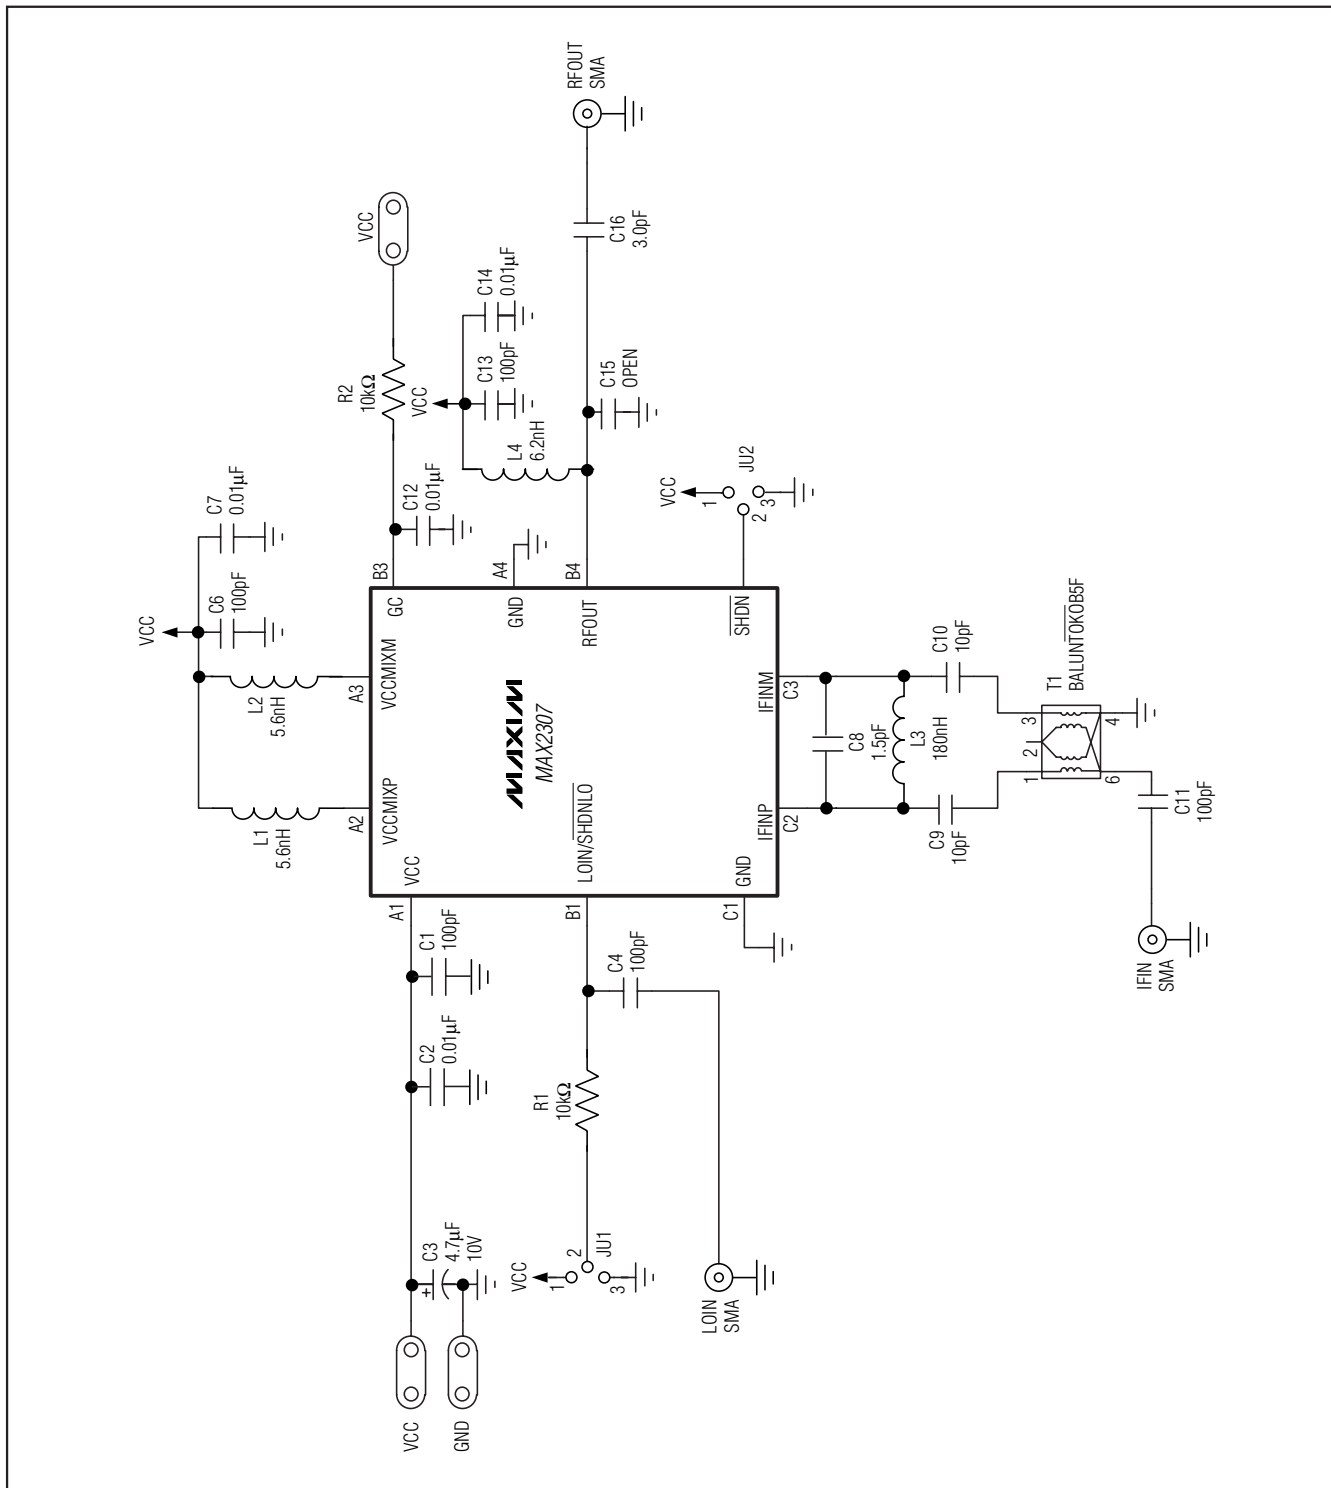 VCC
GND
C3
4.7µF
10V
+
C2
0.01µF
C1
100pF
A1
VCC
L1
5.6nH
A2
VCCMIXP
L2
5.6nH
A3
VCCMIXM
VCC
C6
100pF
C7
0.01µF
B3
GC
C12
0.01µF
R2
10kΩ
VCC
A4
GND
B4
RFOUT
L4
6.2nH
VCC
C13
100pF
C14
0.01µF
C15
OPEN
C16
3.0pF
RFOUT
SMA
SHDN
VCC
1
2
3
JU2
MAXIM
MAX2307
VCC
1
2
3
JU1
R1
10kΩ
B1
LOIN/SHDNLO
C4
100pF
LOIN
SMA
C1
GND
IFINP
C2
IFINM
C3
C8
1.5pF
L3
180nH
C9
10pF
C10
10pF
T1
BALUNTOKOB5F
1
2
3
6
4
C11
100pF
IFIN
SMA